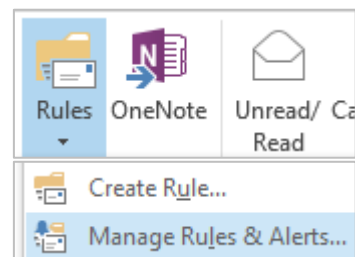 Rules OneNote Unread/ Ca
Read
Create Rule...
Manage Rules & Alerts...